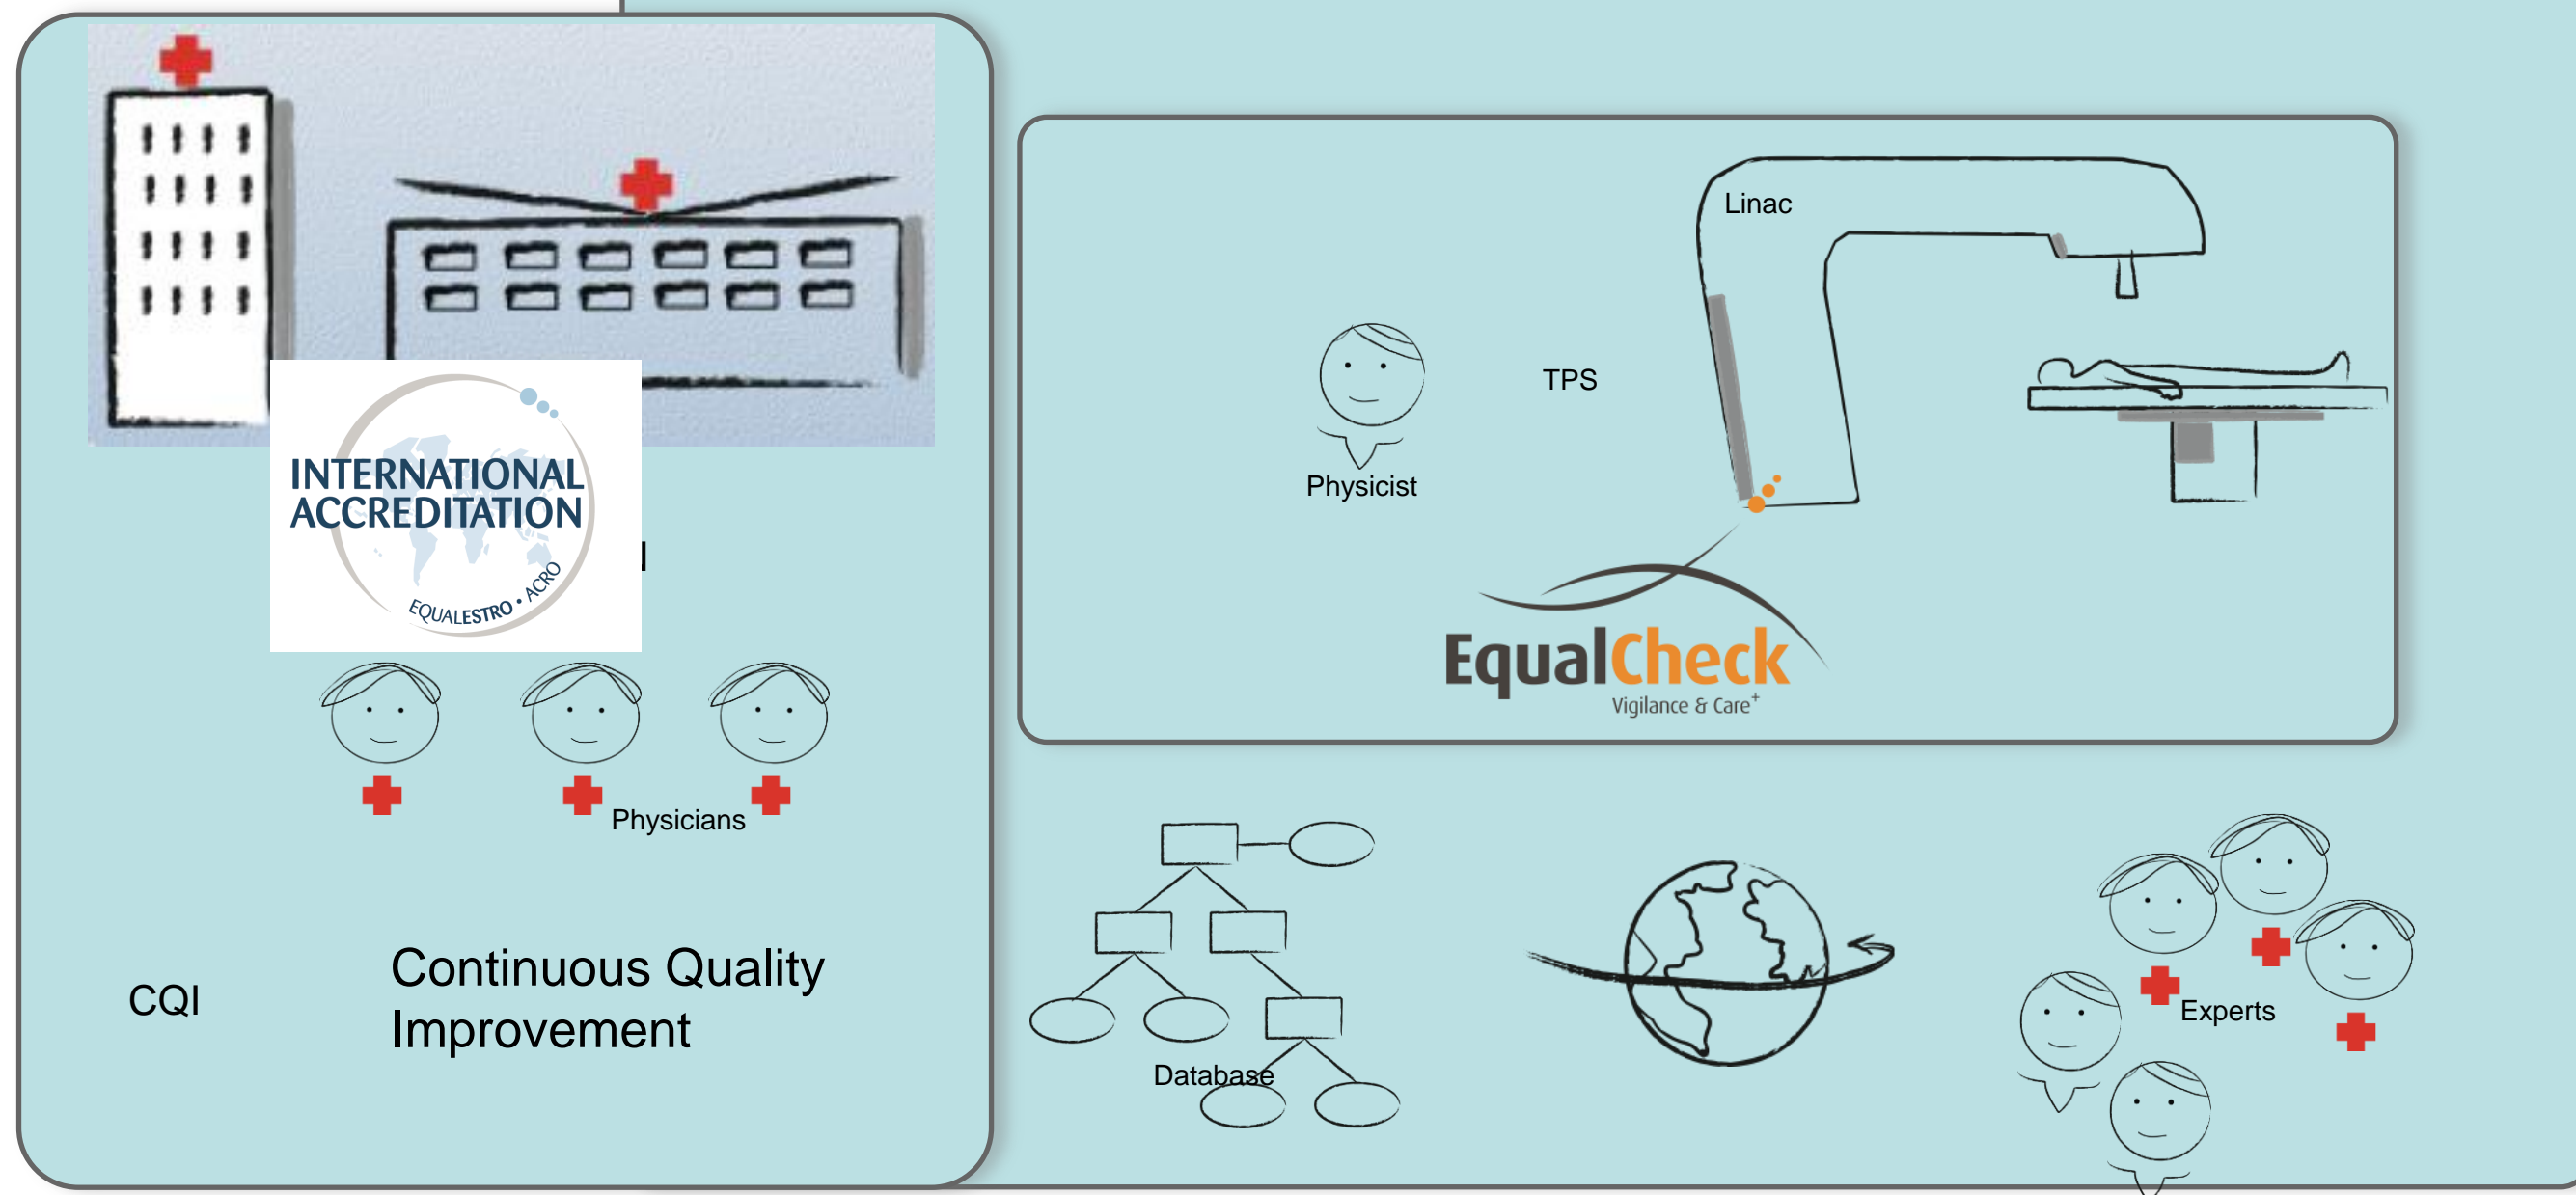 INTERNATIONAL
ACCREDITATION
EQUALESTRO • ACRO
Physicians
CQI
Continuous Quality
Improvement
Linac
TPS
Physicist
EqualCheck
Vigilance & Care+
Database
Experts